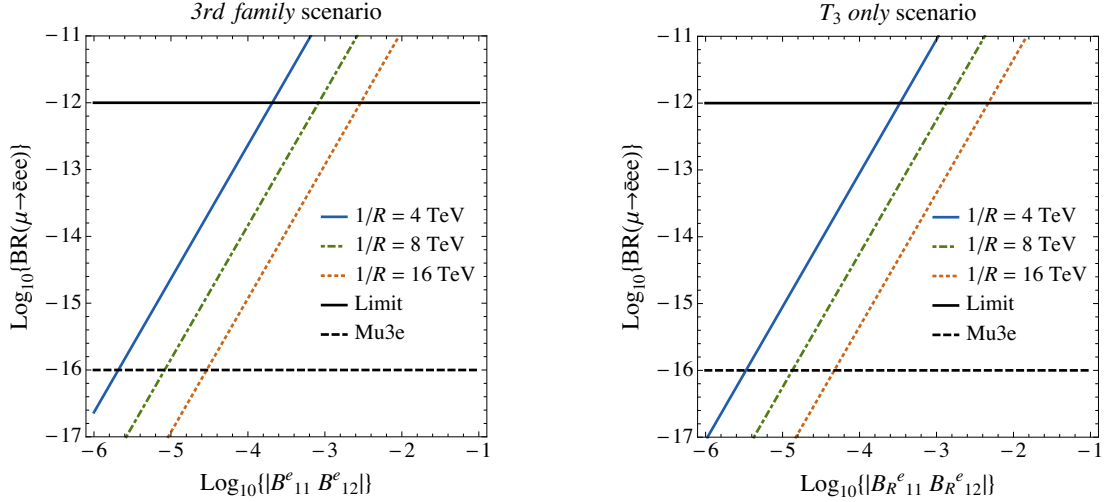 3rd family scenario
−11
−12
−13
−14
−15
−16
−17
Log₁₀{BR(μ→ēee)}
1/R = 4 TeV
1/R = 8 TeV
1/R = 16 TeV
Limit
Mu3e
−6 −5 −4 −3 −2 −1
Log₁₀{|Bᵉ₁₁ Bᵉ₁₂|}
T₃ only scenario
−11
−12
−13
−14
−15
−16
−17
Log₁₀{BR(μ→ēee)}
1/R = 4 TeV
1/R = 8 TeV
1/R = 16 TeV
Limit
Mu3e
−6 −5 −4 −3 −2 −1
Log₁₀{|B_Rᵉ₁₁ B_Rᵉ₁₂|}